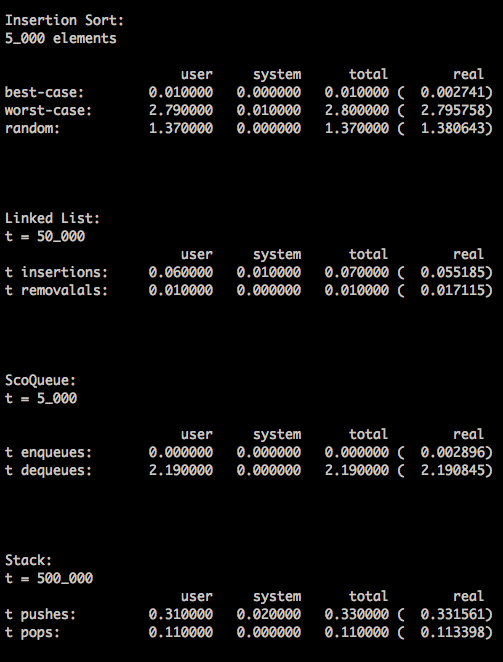 Insertion Sort:
5_000 elements
user system total real
best-case: 0.010000 0.000000 0.010000 ( 0.002741)
worst-case: 2.790000 0.010000 2.800000 ( 2.795758)
random: 1.370000 0.000000 1.370000 ( 1.380643)
Linked List:
t = 50_000
user system total real
t insertions: 0.060000 0.010000 0.070000 ( 0.055185)
t removalals: 0.010000 0.000000 0.010000 ( 0.017115)
ScoQueue:
t = 5_000
user system total real
t enqueues: 0.000000 0.000000 0.000000 ( 0.002896)
t dequeues: 2.190000 0.000000 2.190000 ( 2.190845)
Stack:
t = 500_000
user system total real
t pushes: 0.310000 0.020000 0.330000 ( 0.331561)
t pops: 0.110000 0.000000 0.110000 ( 0.113398)